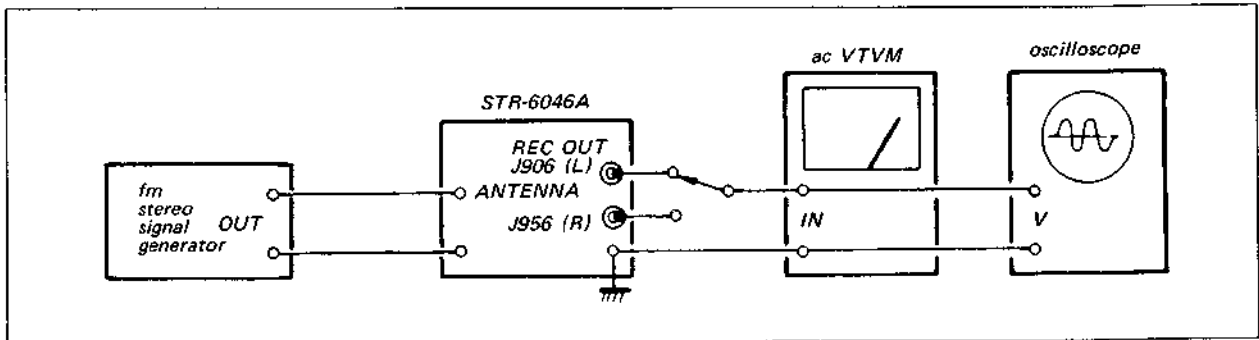 oscilloscope
ac VTVM
STR-6046A
REC OUT
J906 (L)
fm
stereo
signal
generator
OUT
ANTENNA
J956 (R)
IN
V